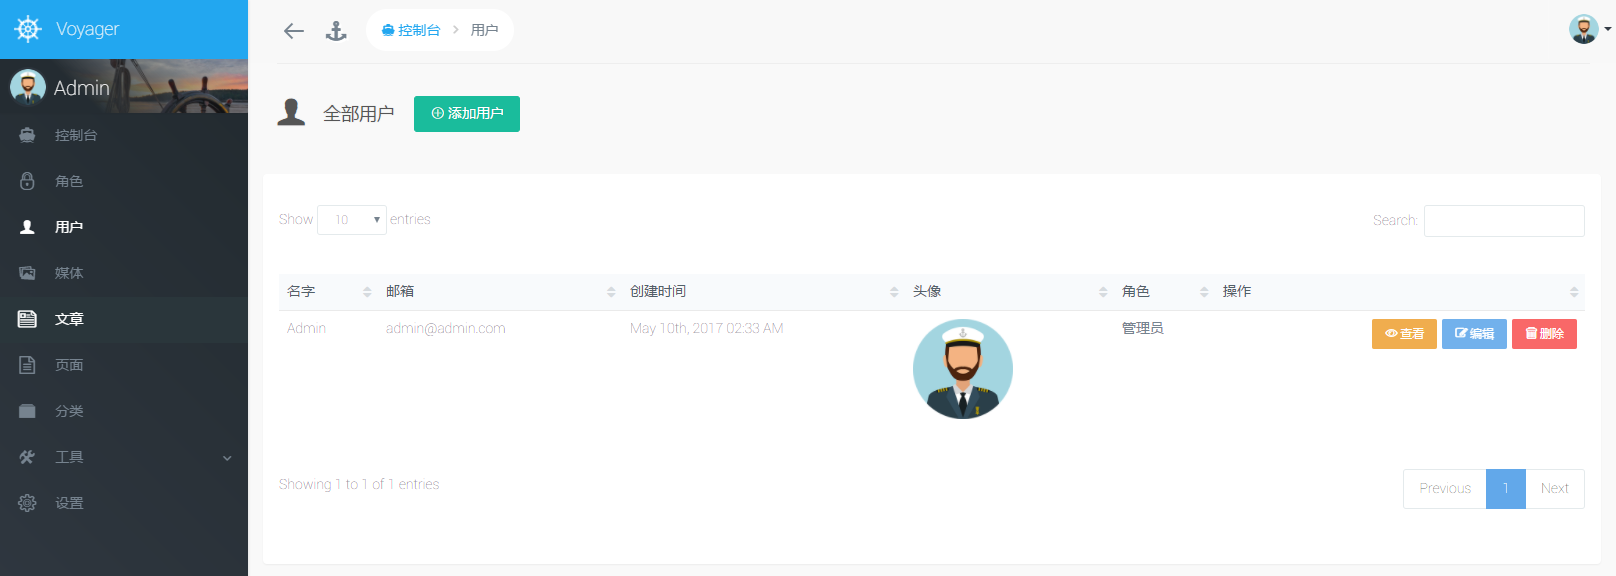 Voyager
控制台 > 用户
Admin
控制台
角色
用户
媒体
文章
页面
分类
工具
设置
全部用户 添加用户
Show 10 entries Search:
名字 邮箱 创建时间 头像 角色 操作
Admin admin@admin.com May 10th, 2017 02:33 AM 管理员 查看 编辑 删除
Showing 1 to 1 of 1 entries Previous 1 Next